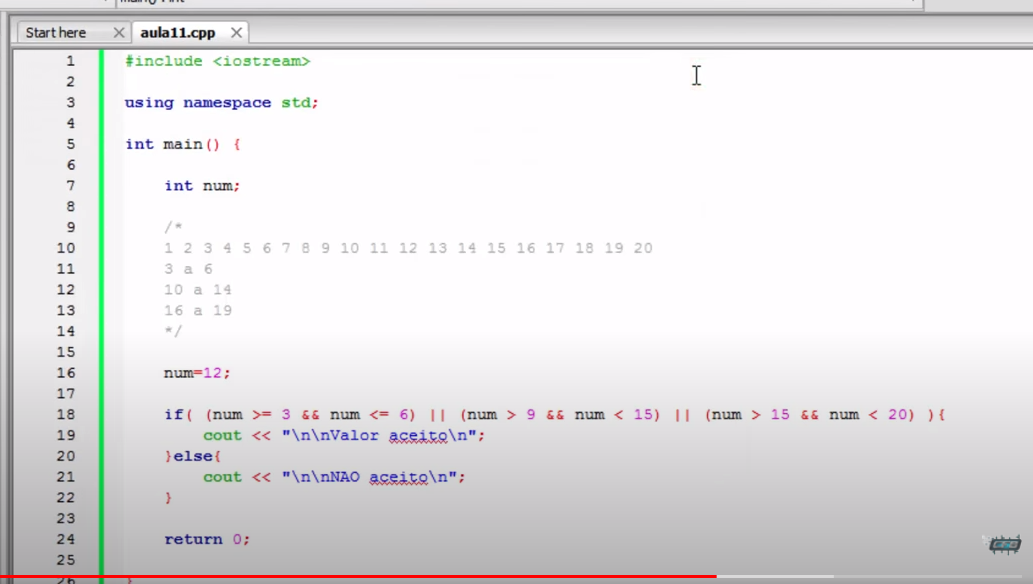 Start here
aula11.cpp
1 #include <iostream>
2
3 using namespace std;
4
5 int main() {
6
7 int num;
8
9 /*
10 1 2 3 4 5 6 7 8 9 10 11 12 13 14 15 16 17 18 19 20
11 3 a 6
12 10 a 14
13 16 a 19
14 */
15
16 num=12;
17
18 if( (num >= 3 && num <= 6) || (num > 9 && num < 15) || (num > 15 && num < 20) ){
19 cout << "\n\nValor aceito\n";
20 }else{
21 cout << "\n\nNAO aceito\n";
22 }
23
24 return 0;
25
26 }